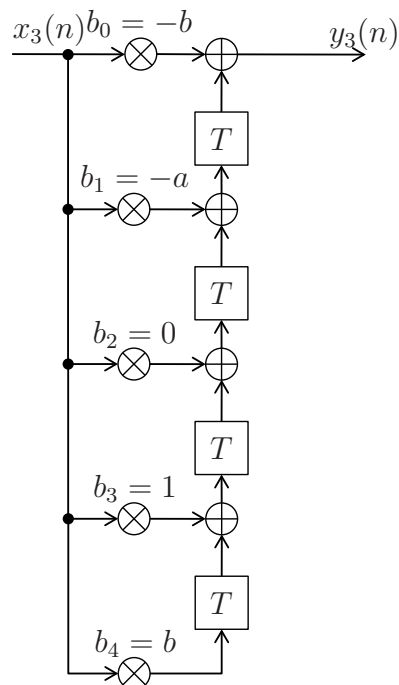 x₃(n) b₀ = −b y₃(n)
T
b₁ = −a
T
b₂ = 0
T
b₃ = 1
T
b₄ = b